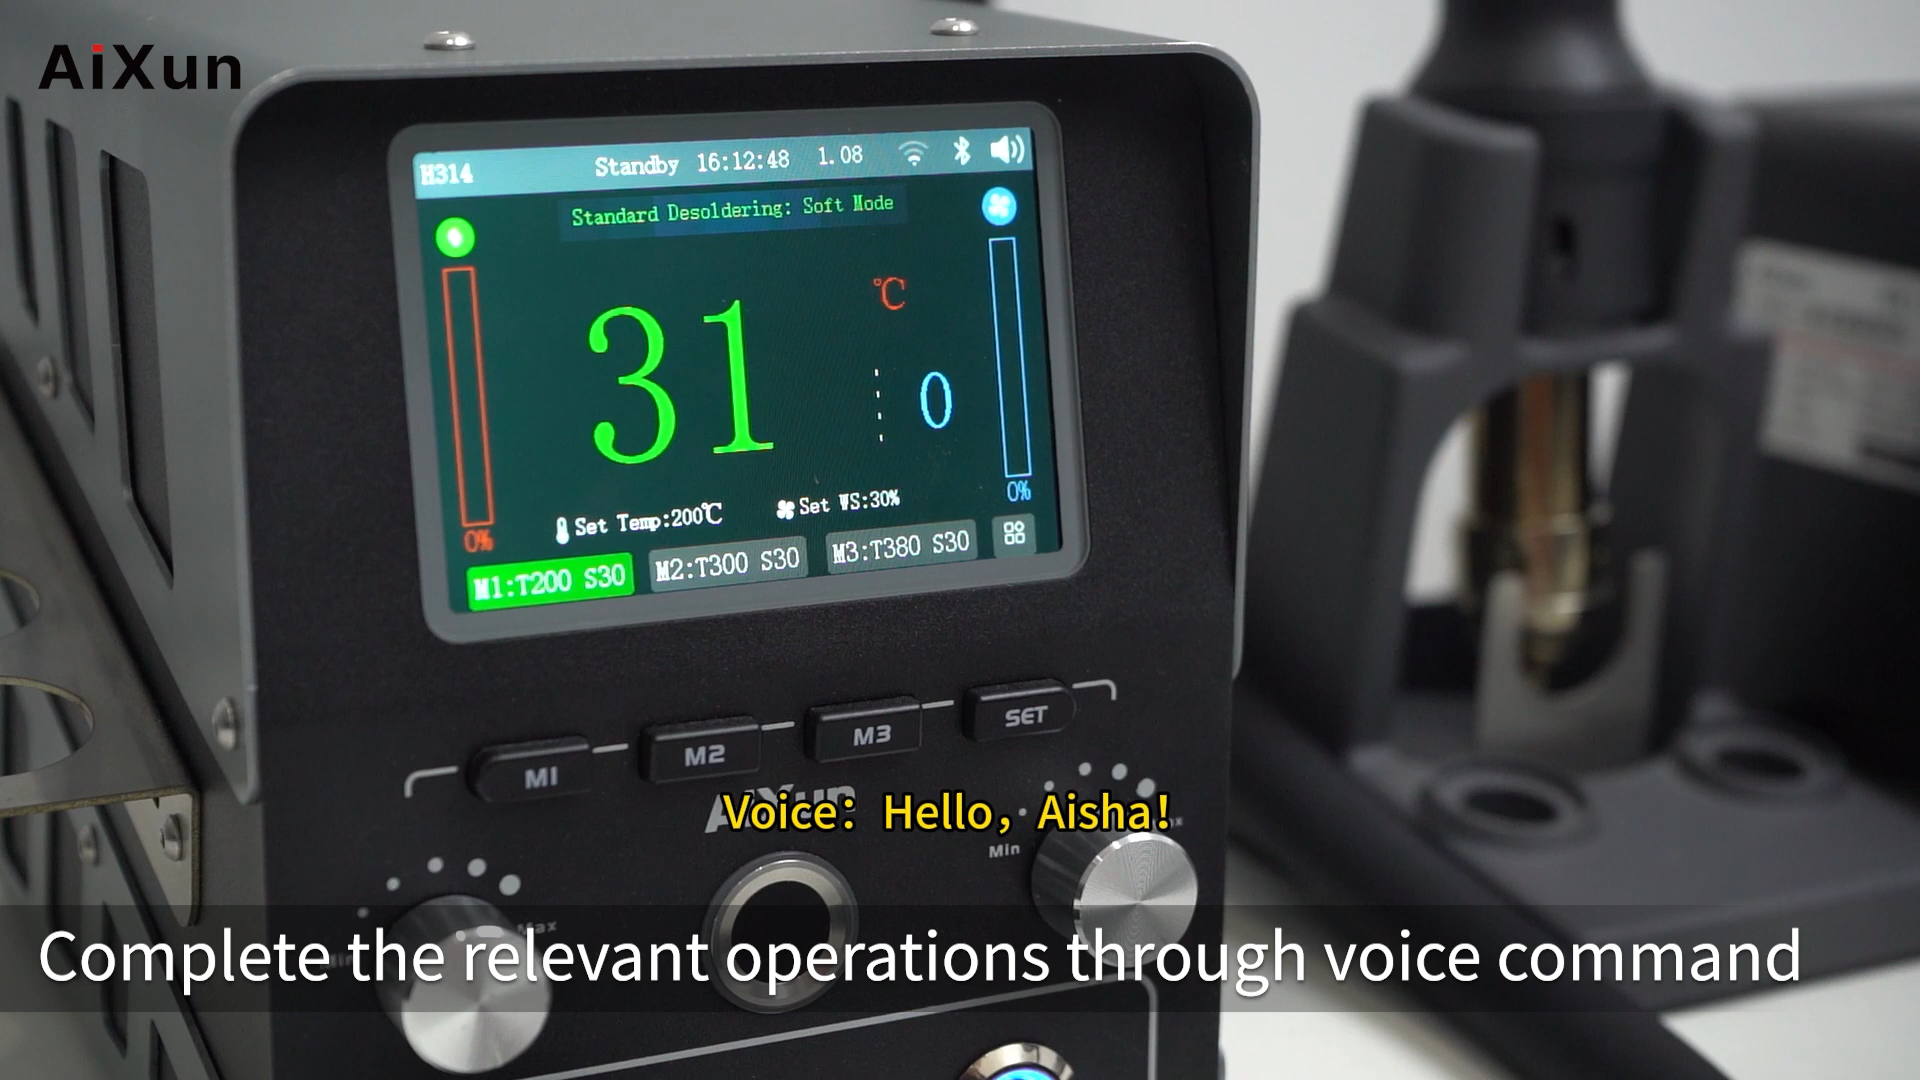 AiXun
H314 Standby 16:12:48 1.08
Standard Desoldering: Soft Mode
℃
31
0
0%
0%
Set Temp:200℃ Set WS:30%
M1:T200 S30 M2:T300 S30 M3:T380 S30
M1 M2 M3 SET
AiXun
Voice：Hello，Aisha！
Min
Max
Complete the relevant operations through voice command